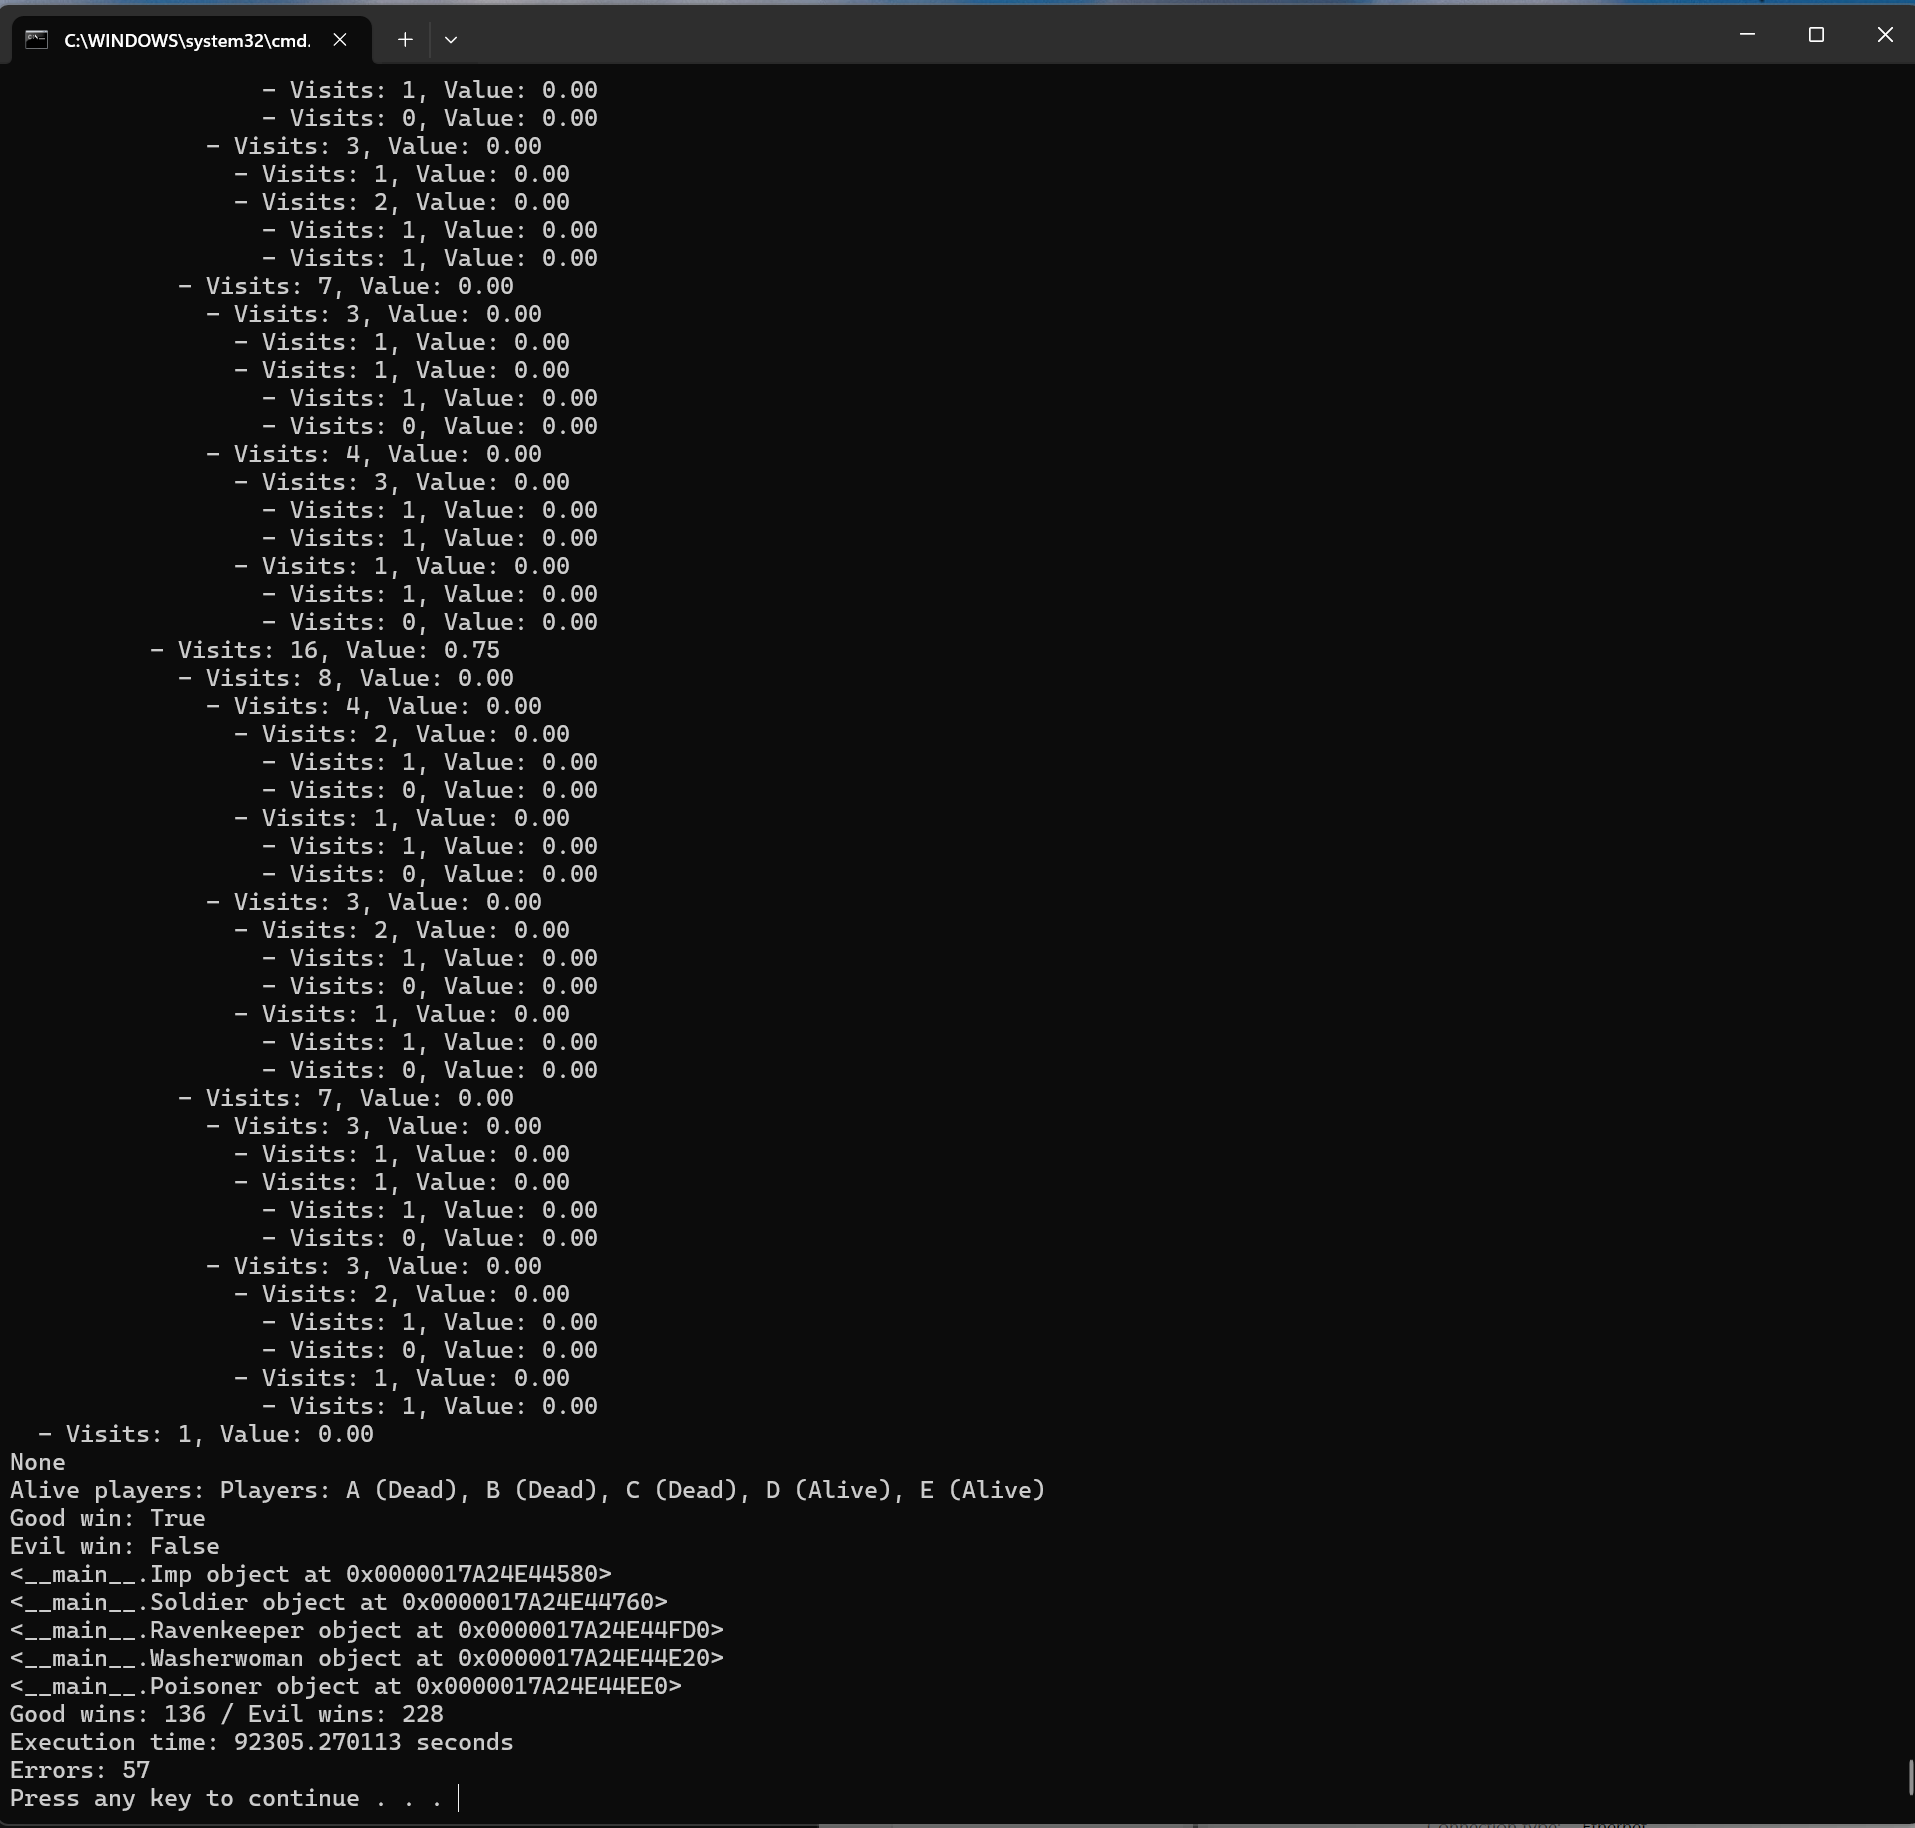 C:\WINDOWS\system32\cmd.
- Visits: 1, Value: 0.00
- Visits: 0, Value: 0.00
- Visits: 3, Value: 0.00
- Visits: 1, Value: 0.00
- Visits: 2, Value: 0.00
- Visits: 1, Value: 0.00
- Visits: 1, Value: 0.00
- Visits: 7, Value: 0.00
- Visits: 3, Value: 0.00
- Visits: 1, Value: 0.00
- Visits: 1, Value: 0.00
- Visits: 1, Value: 0.00
- Visits: 0, Value: 0.00
- Visits: 4, Value: 0.00
- Visits: 3, Value: 0.00
- Visits: 1, Value: 0.00
- Visits: 1, Value: 0.00
- Visits: 1, Value: 0.00
- Visits: 1, Value: 0.00
- Visits: 0, Value: 0.00
- Visits: 16, Value: 0.75
- Visits: 8, Value: 0.00
- Visits: 4, Value: 0.00
- Visits: 2, Value: 0.00
- Visits: 1, Value: 0.00
- Visits: 0, Value: 0.00
- Visits: 1, Value: 0.00
- Visits: 1, Value: 0.00
- Visits: 0, Value: 0.00
- Visits: 3, Value: 0.00
- Visits: 2, Value: 0.00
- Visits: 1, Value: 0.00
- Visits: 0, Value: 0.00
- Visits: 1, Value: 0.00
- Visits: 1, Value: 0.00
- Visits: 0, Value: 0.00
- Visits: 7, Value: 0.00
- Visits: 3, Value: 0.00
- Visits: 1, Value: 0.00
- Visits: 1, Value: 0.00
- Visits: 1, Value: 0.00
- Visits: 0, Value: 0.00
- Visits: 3, Value: 0.00
- Visits: 2, Value: 0.00
- Visits: 1, Value: 0.00
- Visits: 0, Value: 0.00
- Visits: 1, Value: 0.00
- Visits: 1, Value: 0.00
- Visits: 1, Value: 0.00
None
Alive players: Players: A (Dead), B (Dead), C (Dead), D (Alive), E (Alive)
Good win: True
Evil win: False
<__main__.Imp object at 0x0000017A24E44580>
<__main__.Soldier object at 0x0000017A24E44760>
<__main__.Ravenkeeper object at 0x0000017A24E44FD0>
<__main__.Washerwoman object at 0x0000017A24E44E20>
<__main__.Poisoner object at 0x0000017A24E44EE0>
Good wins: 136 / Evil wins: 228
Execution time: 92305.270113 seconds
Errors: 57
Press any key to continue . . .